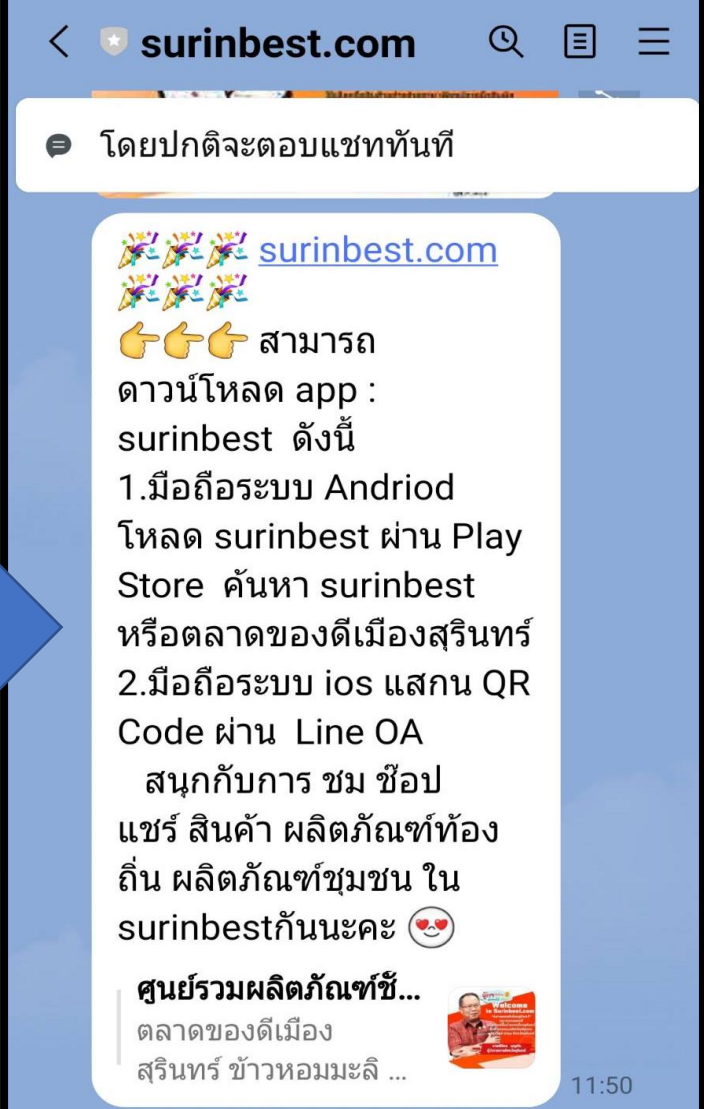 surinbest.com
โดยปกติจะตอบแชททันที
surinbest.com
สามารถ
ดาวน์โหลด app :
surinbest ดังนี้
1.มือถือระบบ Andriod
โหลด surinbest ผ่าน Play
Store ค้นหา surinbest
หรือตลาดของดีเมืองสุรินทร์
2.มือถือระบบ ios แสกน QR
Code ผ่าน Line OA
สนุกกับการ ชม ช๊อป
แชร์ สินค้า ผลิตภัณฑ์ท้อง
ถิ่น ผลิตภัณฑ์ชุมชน ใน
surinbestกันนะคะ
ศูนย์รวมผลิตภัณฑ์ชั...
ตลาดของดีเมือง
สุรินทร์ ข้าวหอมมะลิ ...
Welcome
to Surinbest.com
11:50